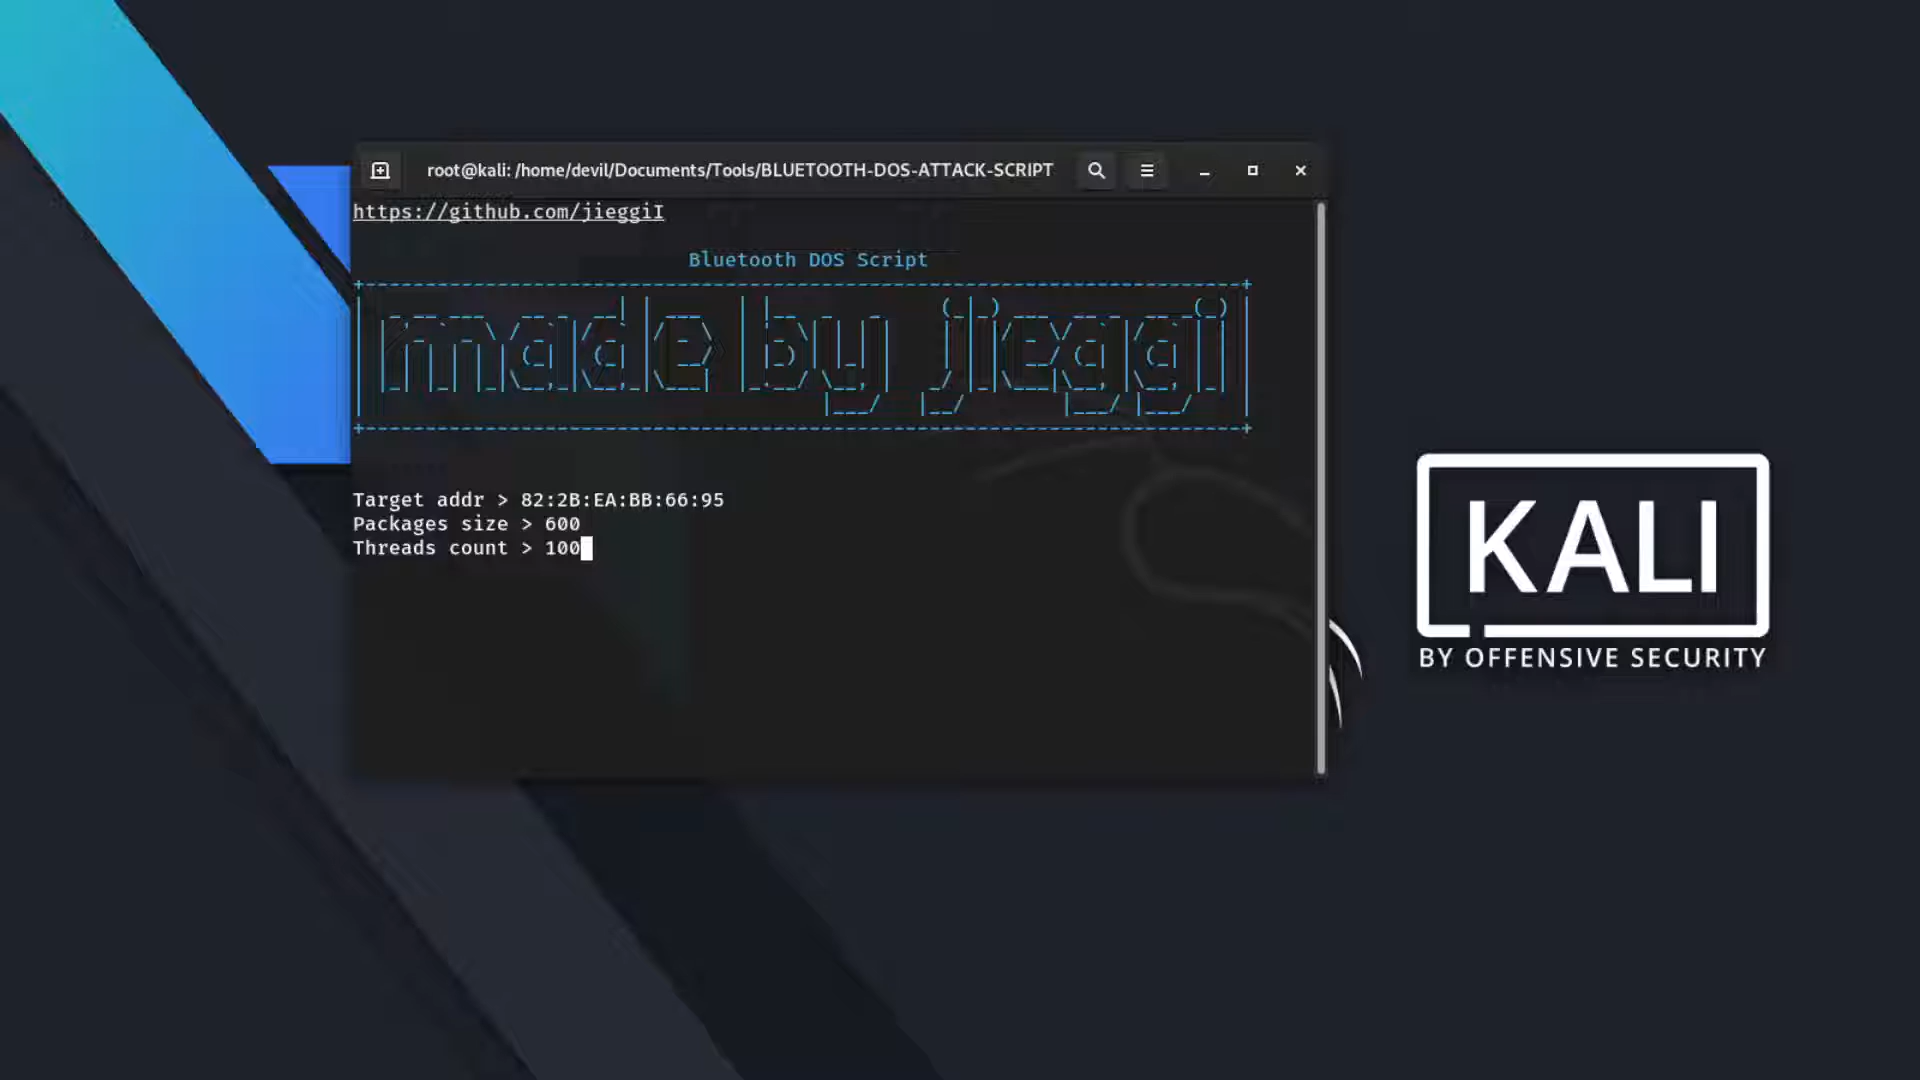 root@kali: /home/devil/Documents/Tools/BLUETOOTH-DOS-ATTACK-SCRIPT
https://github.com/jieggiI
Bluetooth DOS Script
made by jieggi
Target addr > 82:2B:EA:BB:66:95
Packages size > 600
Threads count > 100
KALI
BY OFFENSIVE SECURITY